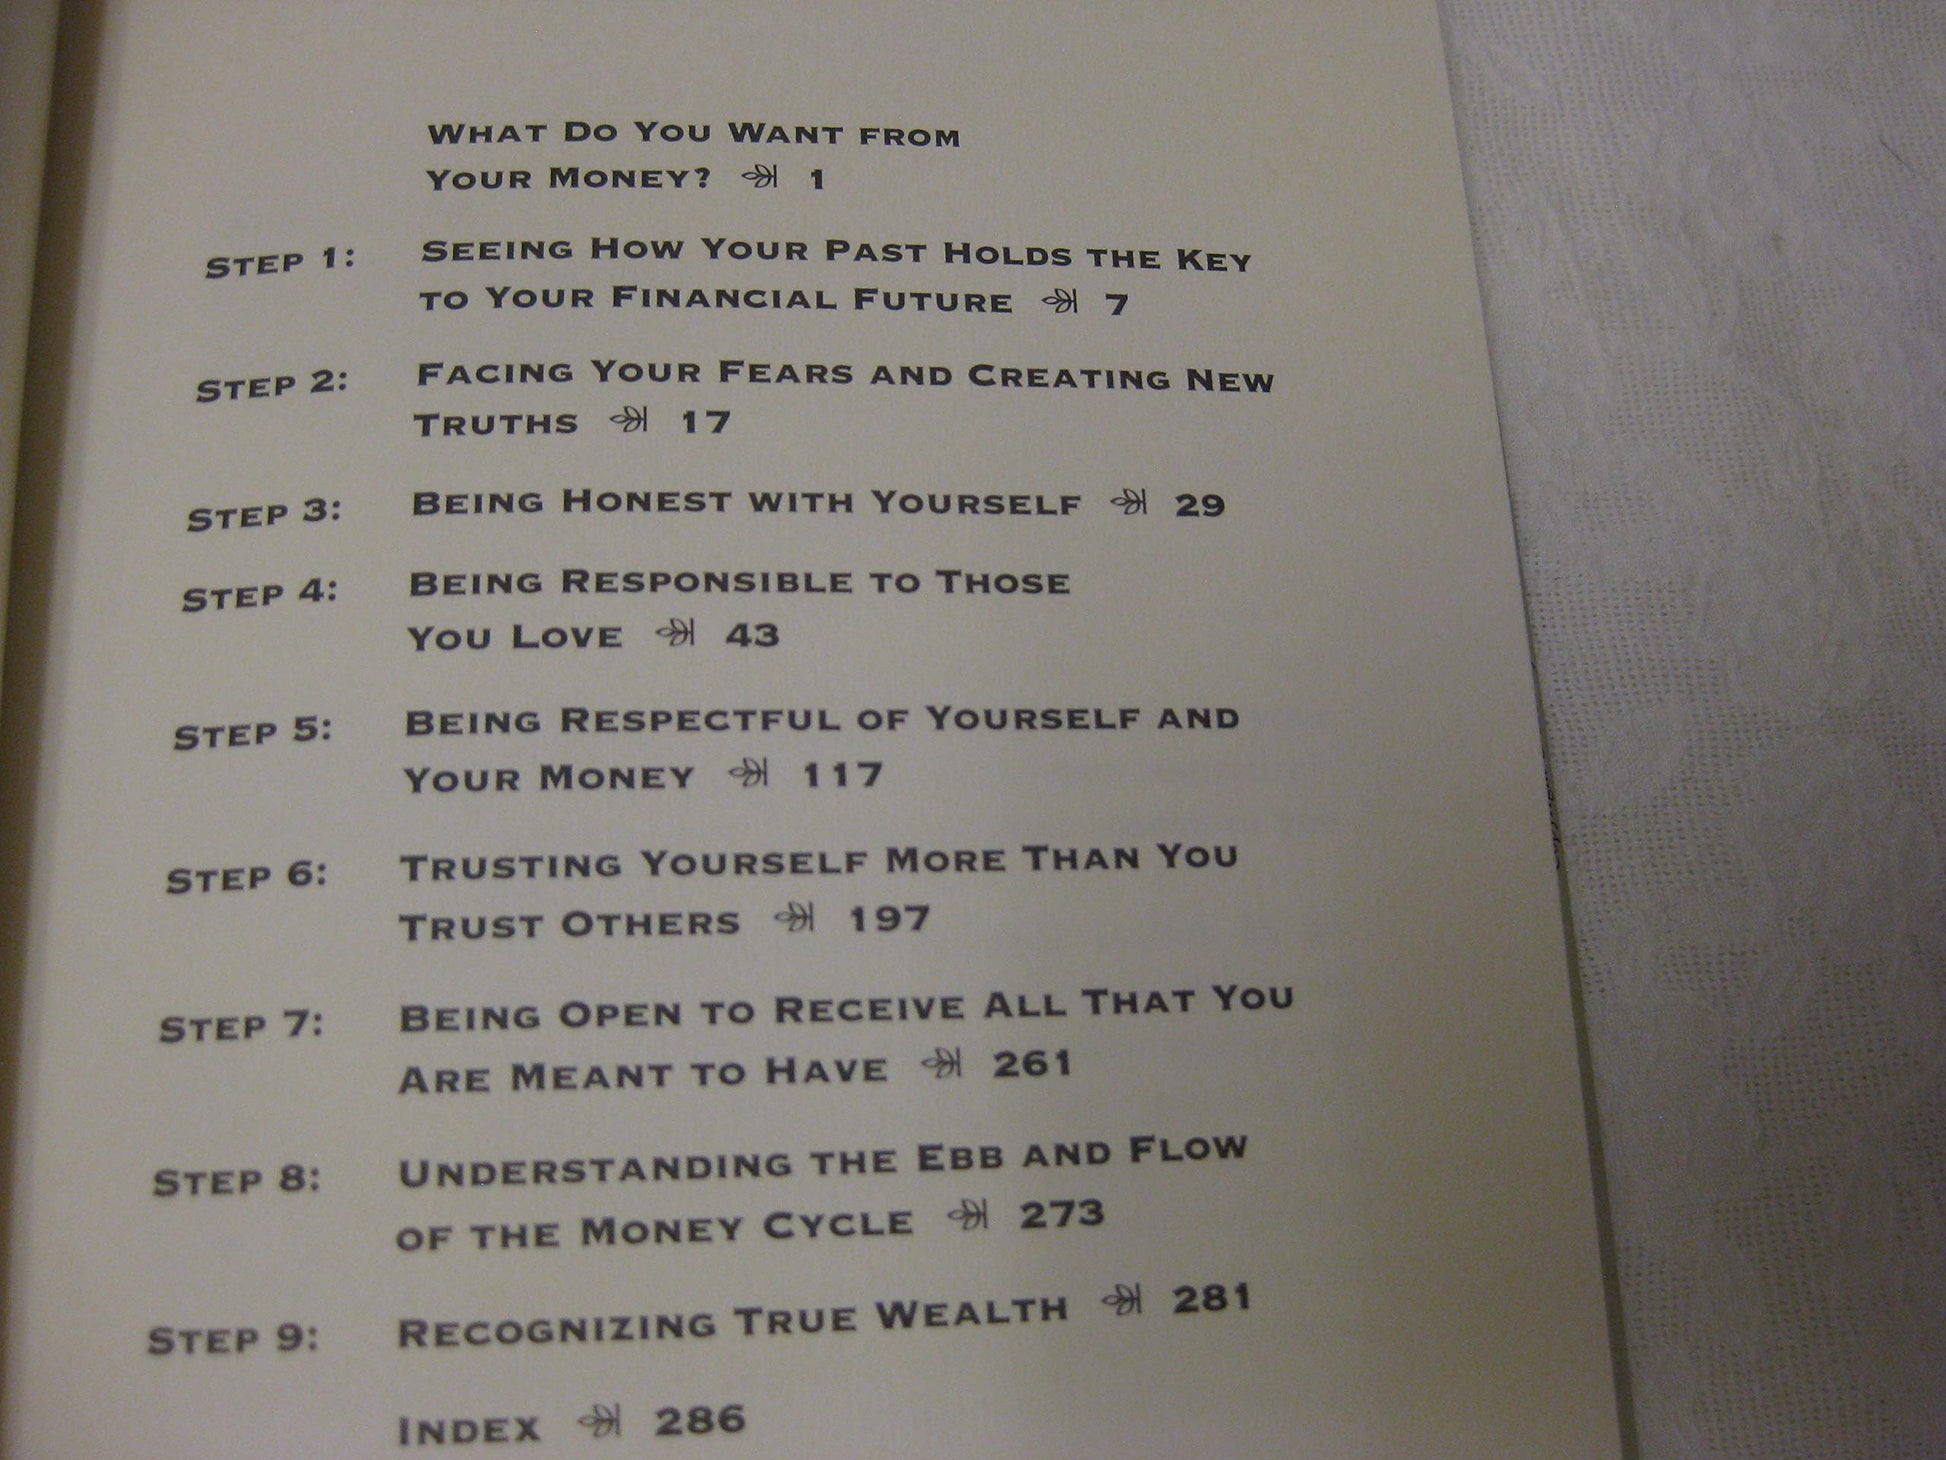 WHAT DO YOU WANT FROM
YOUR MONEY? 1
STEP 1: SEEING HOW YOUR PAST HOLDS THE KEY
TO YOUR FINANCIAL FUTURE 7
STEP 2: FACING YOUR FEARS AND CREATING NEW
TRUTHS 17
STEP 3: BEING HONEST WITH YOURSELF 29
STEP 4: BEING RESPONSIBLE TO THOSE
YOU LOVE 43
STEP 5: BEING RESPECTFUL OF YOURSELF AND
YOUR MONEY 117
STEP 6: TRUSTING YOURSELF MORE THAN YOU
TRUST OTHERS 197
STEP 7: BEING OPEN TO RECEIVE ALL THAT YOU
ARE MEANT TO HAVE 261
STEP 8: UNDERSTANDING THE EBB AND FLOW
OF THE MONEY CYCLE 273
STEP 9: RECOGNIZING TRUE WEALTH 281
INDEX 286